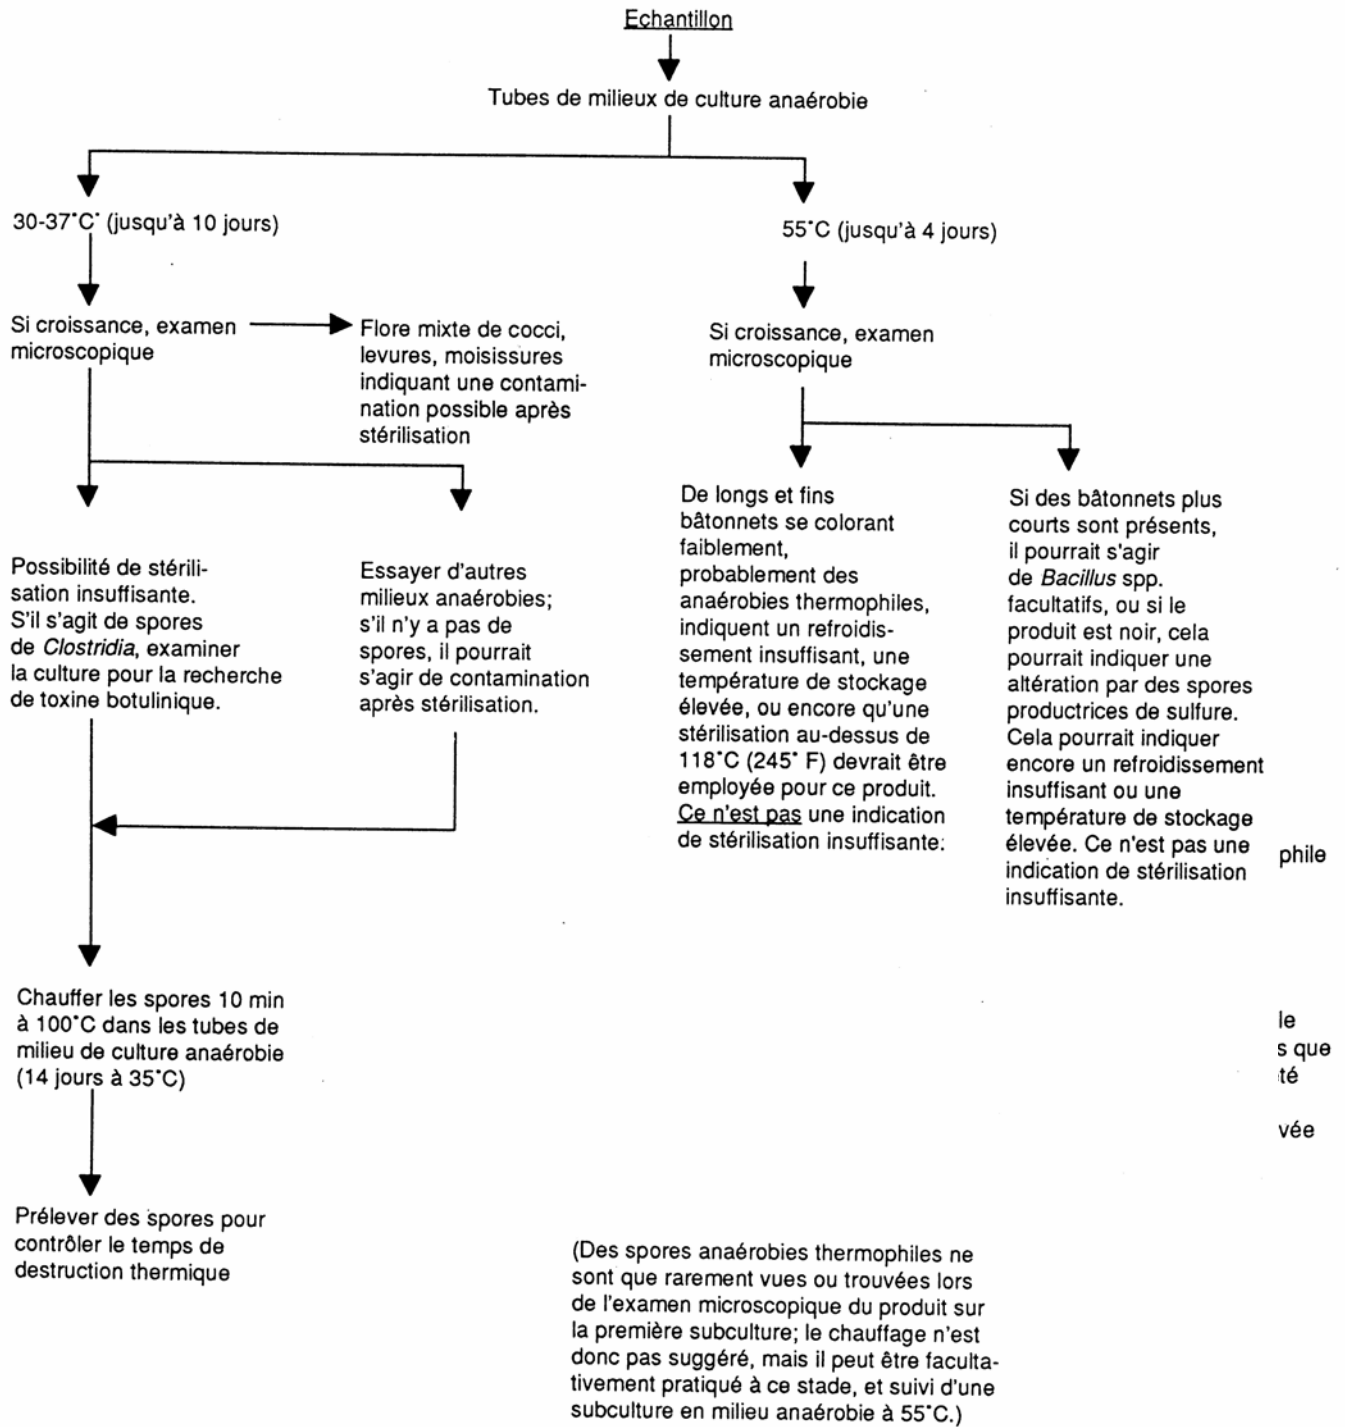 Echantillon
Tubes de milieux de culture anaérobie
30-37°C (jusqu'à 10 jours)
55°C (jusqu'à 4 jours)
Si croissance, examen
microscopique
Flore mixte de cocci,
levures, moisissures
indiquant une contami-
nation possible après
stérilisation
Si croissance, examen
microscopique
Possibilité de stérili-
sation insuffisante.
S'il s'agit de spores
de Clostridia, examiner
la culture pour la recherche
de toxine botulinique.
Essayer d'autres
milieux anaérobies;
s'il n'y a pas de
spores, il pourrait
s'agir de contamination
après stérilisation.
De longs et fins
bâtonnets se colorant
faiblement,
probablement des
anaérobies thermophiles,
indiquent un refroidis-
sement insuffisant, une
température de stockage
élevée, ou encore qu'une
stérilisation au-dessus de
118°C (245° F) devrait être
employée pour ce produit.
Ce n'est pas une indication
de stérilisation insuffisante.
Si des bâtonnets plus
courts sont présents,
il pourrait s'agir
de Bacillus spp.
facultatifs, ou si le
produit est noir, cela
pourrait indiquer une
altération par des spores
productrices de sulfure.
Cela pourrait indiquer
encore un refroidissement
insuffisant ou une
température de stockage
élevée. Ce n'est pas une
indication de stérilisation
insuffisante.
phile
le
s que
té
vée
Chauffer les spores 10 min
à 100°C dans les tubes de
milieu de culture anaérobie
(14 jours à 35°C)
Prélever des spores pour
contrôler le temps de
destruction thermique
(Des spores anaérobies thermophiles ne
sont que rarement vues ou trouvées lors
de l'examen microscopique du produit sur
la première subculture; le chauffage n'est
donc pas suggéré, mais il peut être faculta-
tivement pratiqué à ce stade, et suivi d'une
subculture en milieu anaérobie à 55°C.)